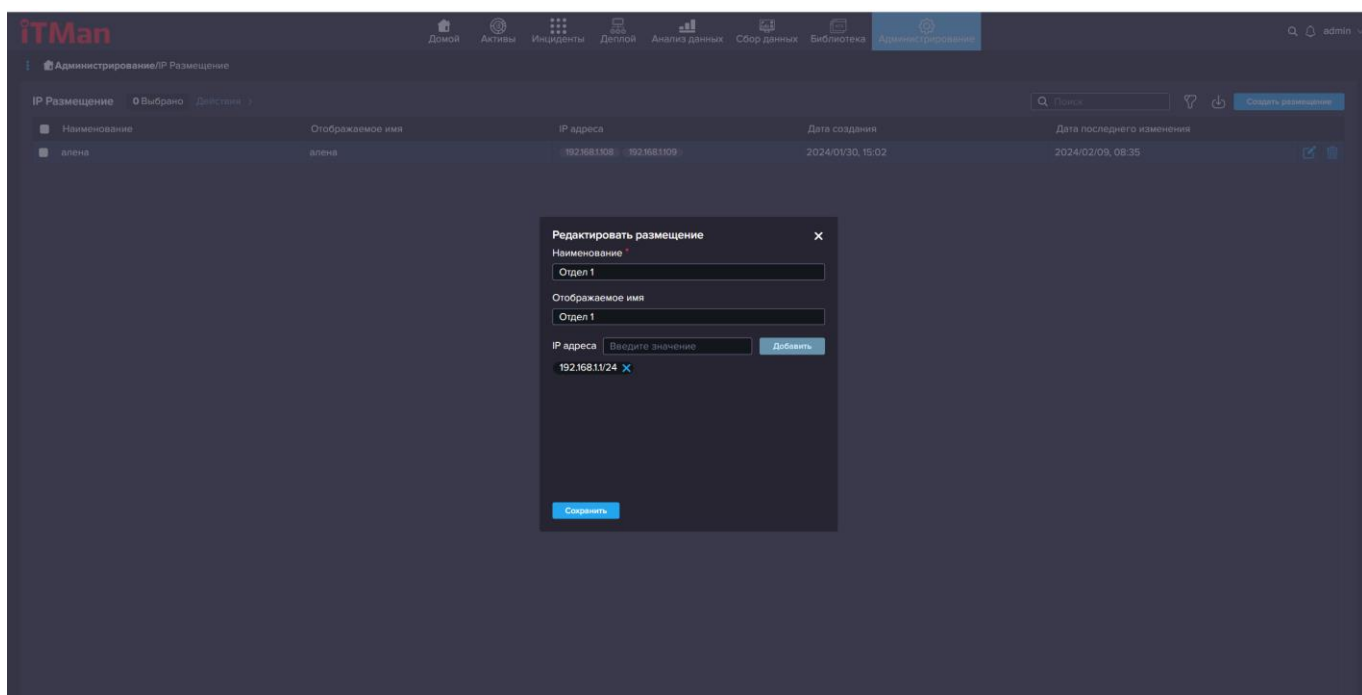 iTMan
Домой Активы Инциденты Деплой Анализ данных Сбор данных Библиотека Администрирование admin
Администрирование/IP Размещение
IP Размещение 0 Выбрано Действия Поиск Создать размещение
Наименование Отображаемое имя IP адреса Дата создания Дата последнего изменения
алена алена 192.168.1.108 192.168.1.109 2024/01/30, 15:02 2024/02/09, 08:35
Редактировать размещение
Наименование *
Отдел 1
Отображаемое имя
Отдел 1
IP адреса Введите значение Добавить
192.168.1.1/24
Сохранить